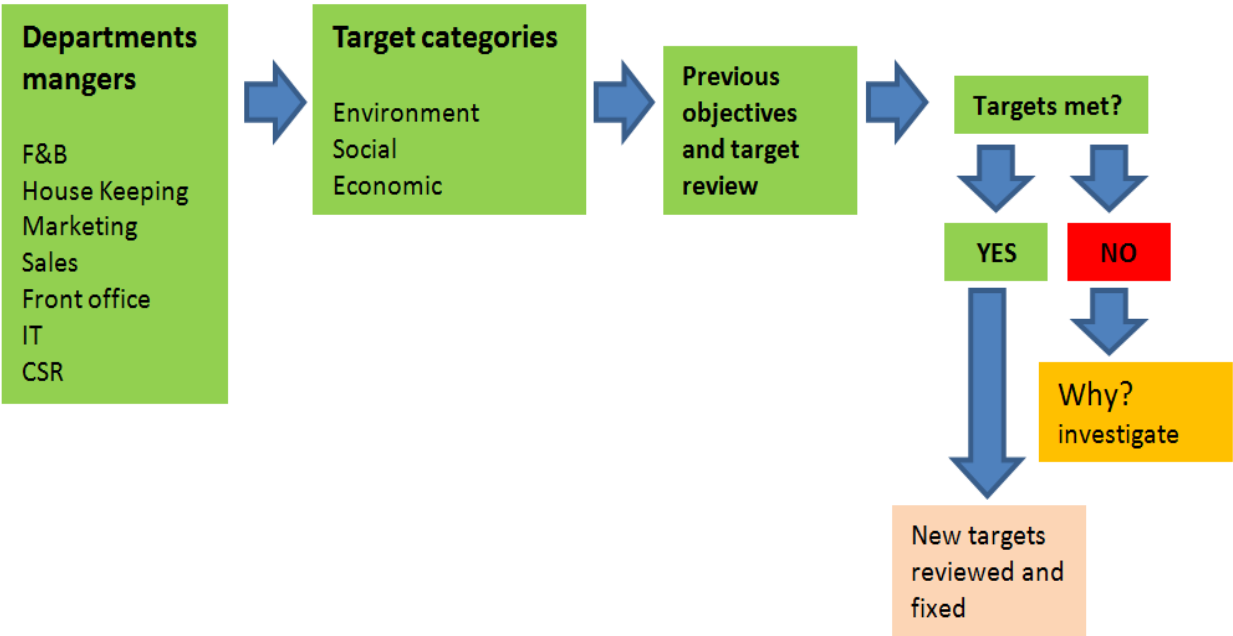 Departments
mangers
F&B
House Keeping
Marketing
Sales
Front office
IT
CSR
Target categories
Environment
Social
Economic
Previous
objectives
and target
review
Targets met?
YES
NO
Why?
investigate
New targets
reviewed and
fixed